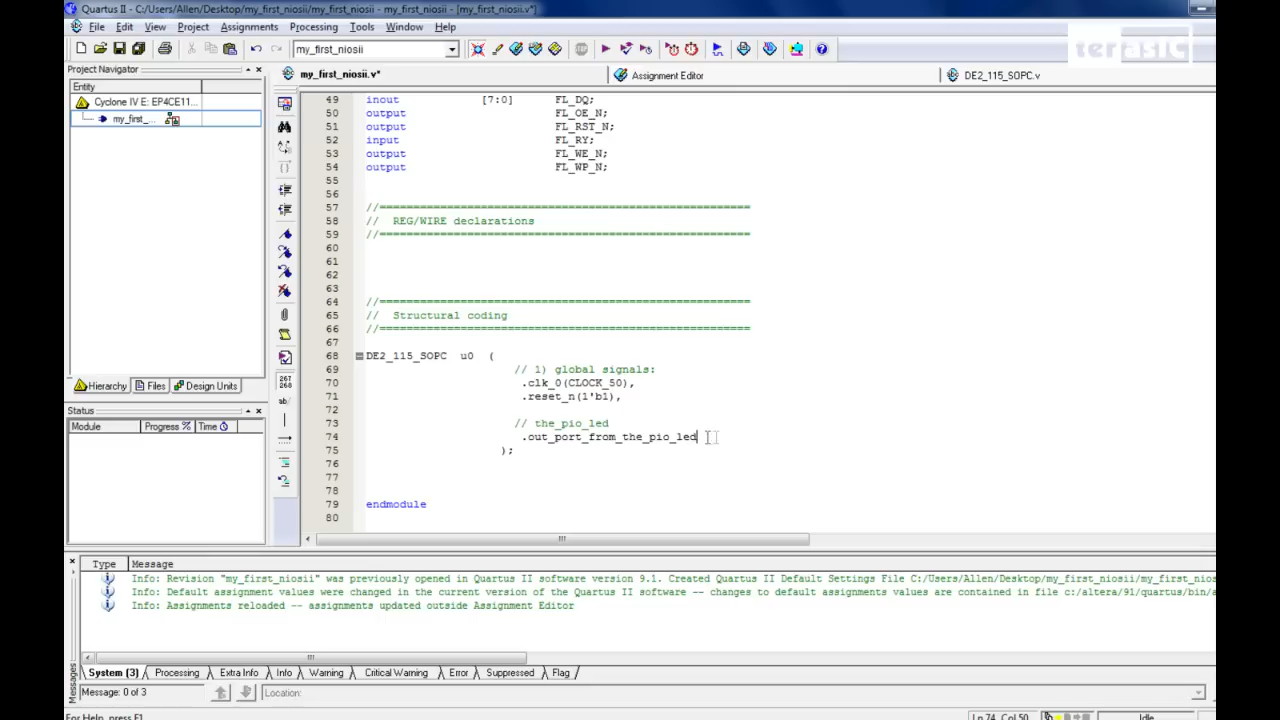 Quartus II - C:/Users/Allen/Desktop/my_first_niosii/my_first_niosii - my_first_niosii - [my_first_niosii.v*]
File Edit View Project Assignments Processing Tools Window Help
my_first_niosii
terasic
Project Navigator
my_first_niosii.v*
Assignment Editor
DE2_115_SOPC.v
Entity
Cyclone IV E: EP4CE11...
my_first_...
Hierarchy Files Design Units
Status
Module Progress % Time
49 inout [7:0] FL_DQ;
50 output FL_OE_N;
51 output FL_RST_N;
52 input FL_RY;
53 output FL_WE_N;
54 output FL_WP_N;
55
56
57 //=======================================================
58 // REG/WIRE declarations
59 //=======================================================
60
61
62
63
64 //=======================================================
65 // Structural coding
66 //=======================================================
67
68 DE2_115_SOPC u0 (
69 // 1) global signals:
70 .clk_0(CLOCK_50),
71 .reset_n(1'b1),
72
73 // the_pio_led
74 .out_port_from_the_pio_led
75 );
76
77
78
79 endmodule
80
267
268
ab/
Type Message
Info: Revision "my_first_niosii" was previously opened in Quartus II software version 9.1. Created Quartus II Default Settings File C:/Users/Allen/Desktop/my_first_niosii/my_first_nios
Info: Default assignment values were changed in the current version of the Quartus II software -- changes to default assignments values are contained in file c:/altera/91/quartus/bin/a
Info: Assignments reloaded -- assignments updated outside Assignment Editor
System (3) Processing Extra Info Info Warning Critical Warning Error Suppressed Flag
Messages
Message: 0 of 3
Location:
For Help, press F1
Ln 74, Col 50
Idle